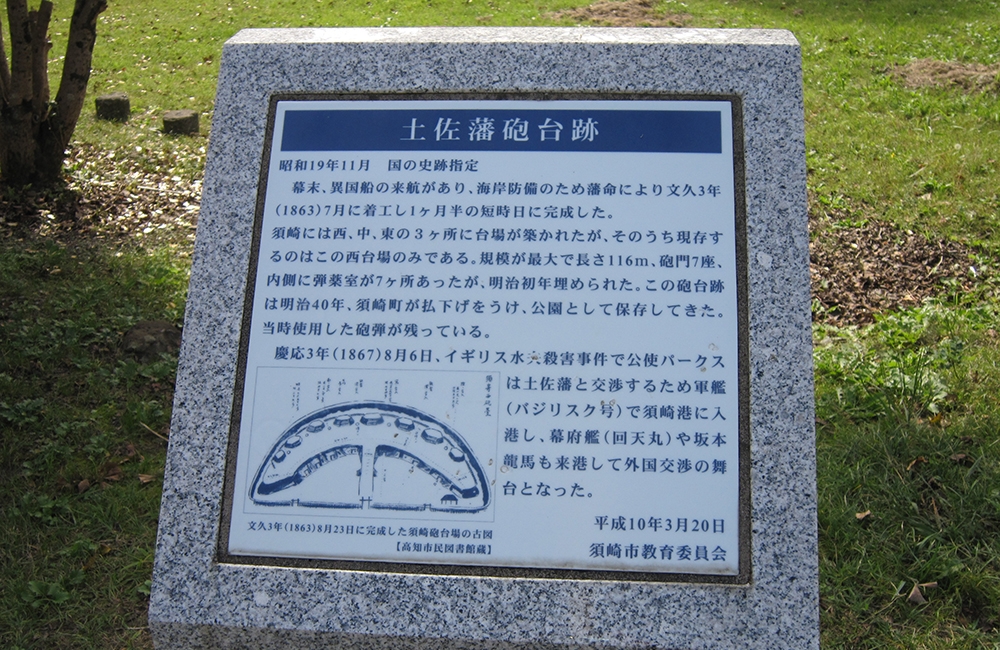 土佐藩砲台跡
昭和19年11月　国の史跡指定
幕末、異国船の来航があり、海岸防備のため藩命により文久3年
(1863)7月に着工し1ヶ月半の短時日に完成した。
須崎には西、中、東の3ヶ所に台場が築かれたが、そのうち現存す
るのはこの西台場のみである。規模が最大で長さ116m、砲門7座、
内側に弾薬室が7ヶ所あったが、明治初年埋められた。この砲台跡
は明治40年、須崎町が払下げをうけ、公園として保存してきた。
当時使用した砲弾が残っている。
慶応3年(1867)8月6日、イギリス水夫殺害事件で公使パークス
は土佐藩と交渉するため軍艦
(バジリスク号)で須崎港に入
港し、幕府艦(回天丸)や坂本
龍馬も来港して外国交渉の舞
台となった。
文久3年(1863)8月23日に完成した須崎砲台場の古図
【高知市民図書館蔵】
平成10年3月20日
須崎市教育委員会